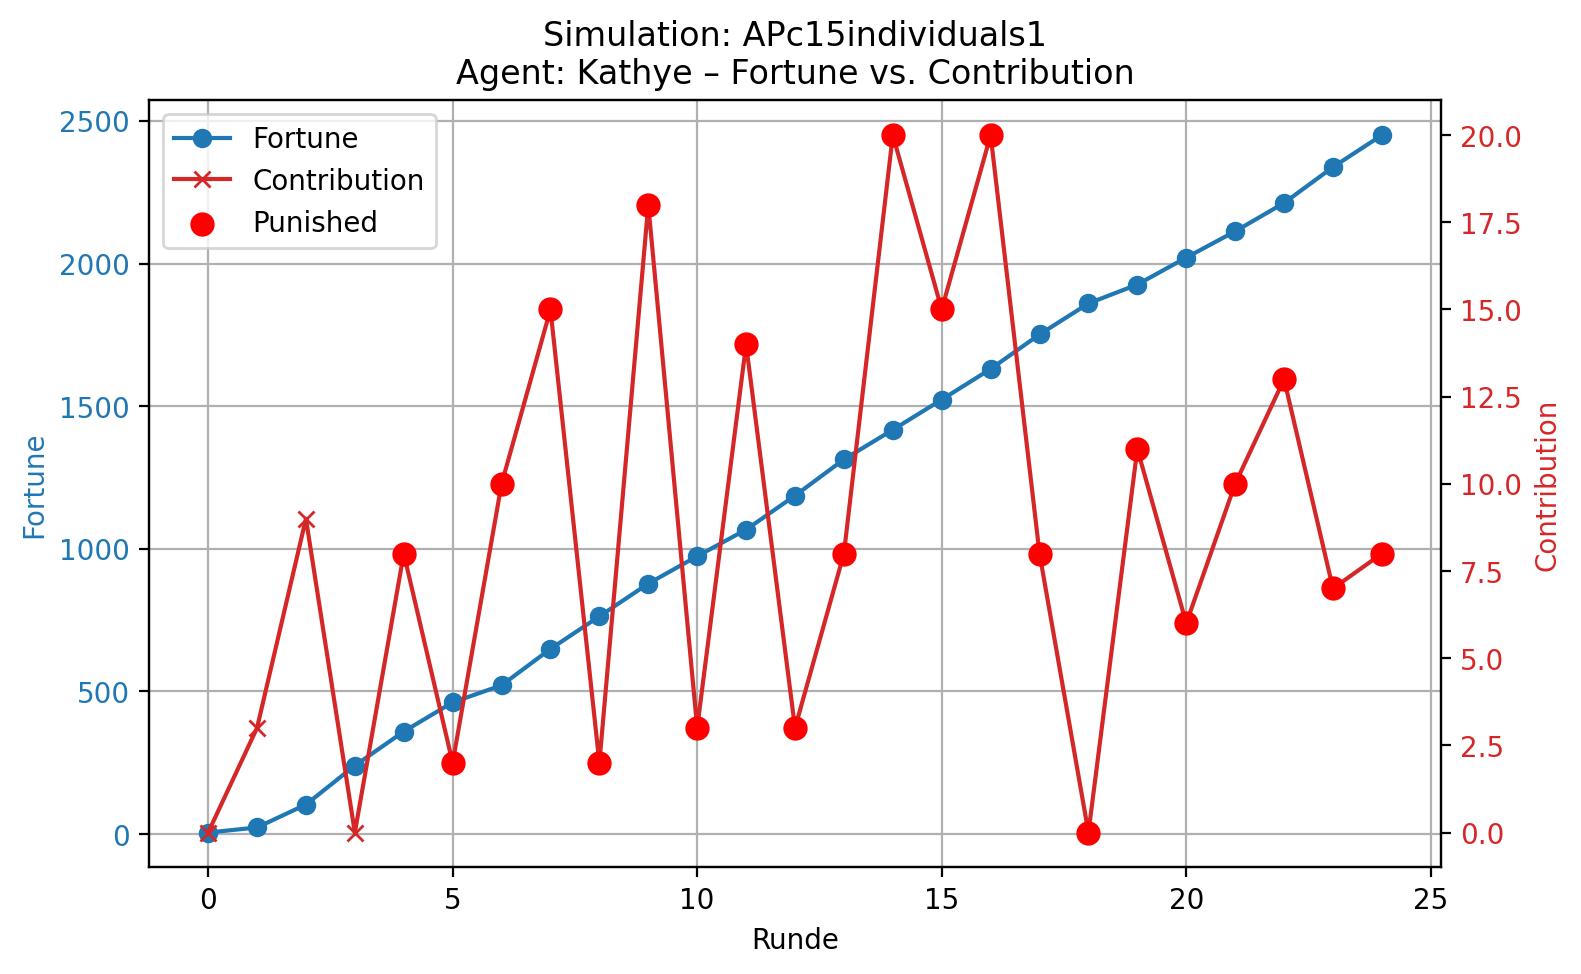 Simulation: APc15individuals1
Agent: Kathye – Fortune vs. Contribution
Fortune
Contribution
Punished
2500
2000
1500
1000
500
0
Fortune
20.0
17.5
15.0
12.5
10.0
7.5
5.0
2.5
0.0
Contribution
0 5 10 15 20 25
Runde